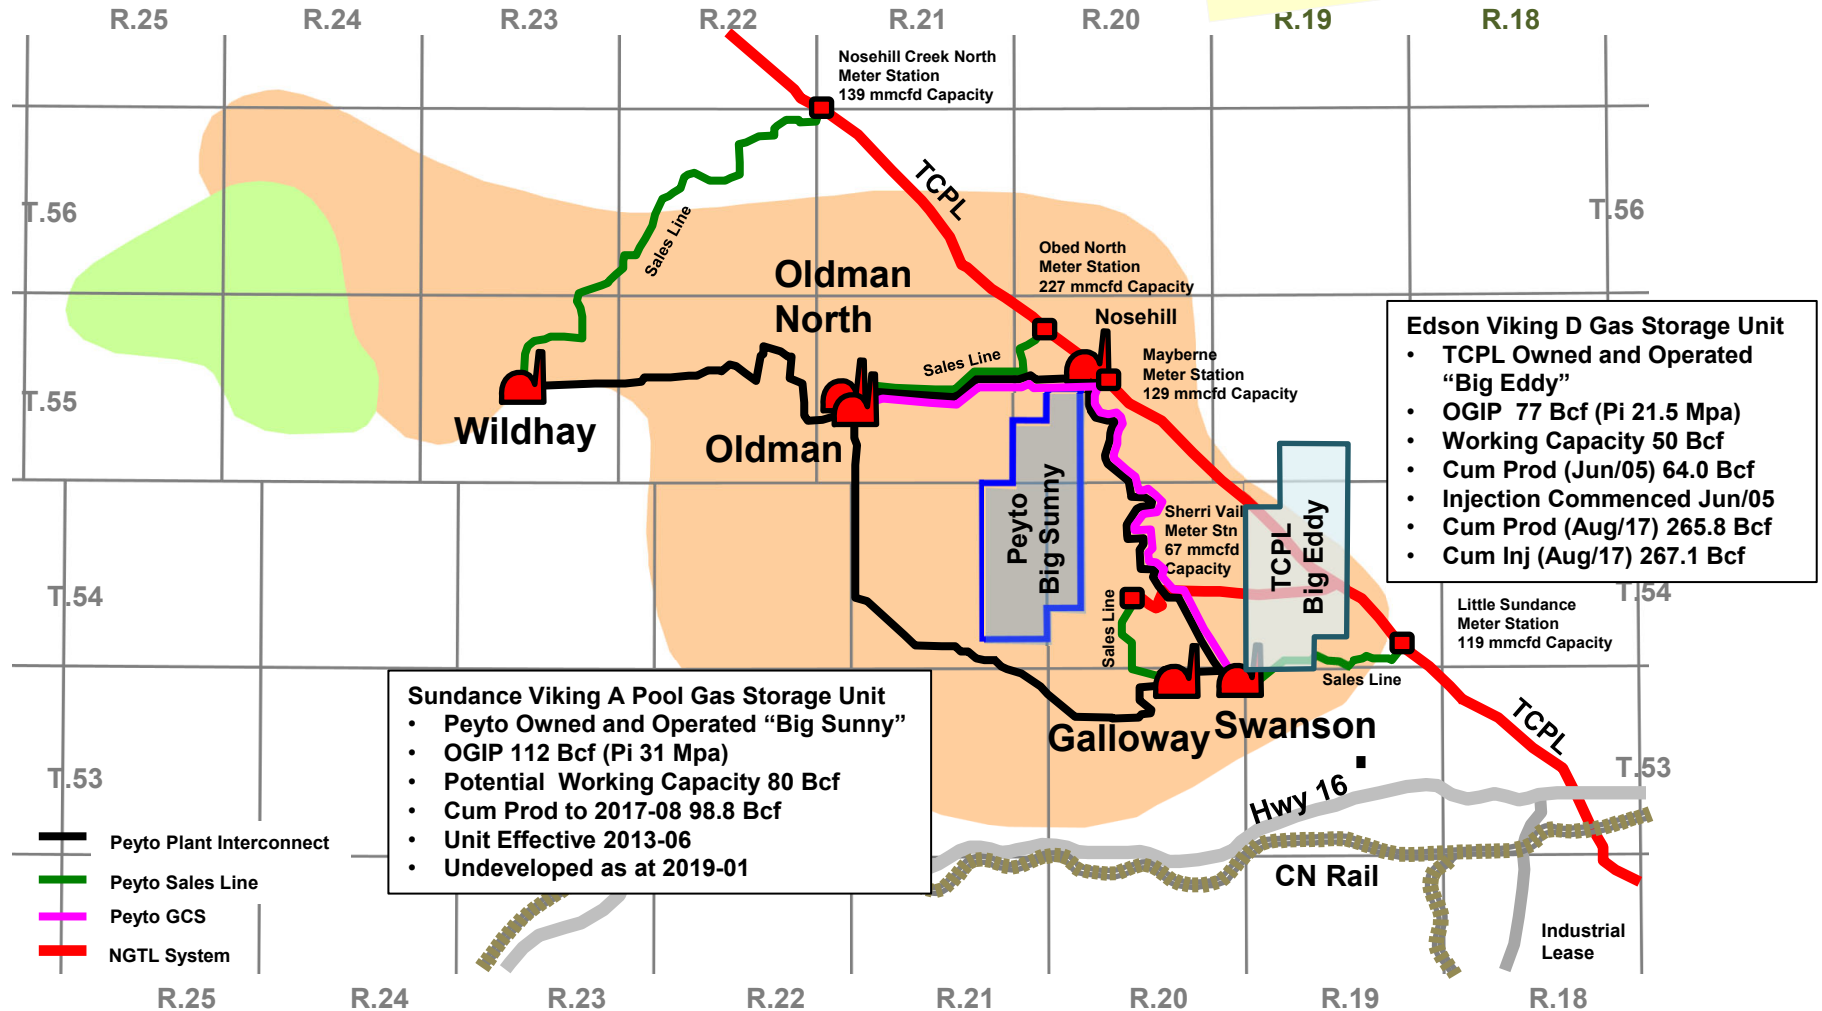 R.25
R.24
R.23
R.22
R.21
R.20
R.19
R.18
Nosehill Creek North
Meter Station
139 mmcfd Capacity
TCPL
T.56
T.56
Sales Line
Obed North
Meter Station
227 mmcfd Capacity
Oldman
North
Nosehill
Sales Line
Mayberne
Meter Station
129 mmcfd Capacity
T.55
Wildhay
Oldman
Edson Viking D Gas Storage Unit
• TCPL Owned and Operated
“Big Eddy”
• OGIP 77 Bcf (Pi 21.5 Mpa)
• Working Capacity 50 Bcf
• Cum Prod (Jun/05) 64.0 Bcf
• Injection Commenced Jun/05
• Cum Prod (Aug/17) 265.8 Bcf
• Cum Inj (Aug/17) 267.1 Bcf
Peyto
Big Sunny
Sherri Vail
Meter Stn
67 mmcfd
Capacity
TCPL
Big Eddy
T.54
T.54
Sales Line
Little Sundance
Meter Station
119 mmcfd Capacity
Sales Line
Galloway
Swanson
TCPL
Sundance Viking A Pool Gas Storage Unit
• Peyto Owned and Operated “Big Sunny”
• OGIP 112 Bcf (Pi 31 Mpa)
• Potential Working Capacity 80 Bcf
• Cum Prod to 2017-08 98.8 Bcf
• Unit Effective 2013-06
• Undeveloped as at 2019-01
T.53
T.53
Hwy 16
CN Rail
Industrial
Lease
Peyto Plant Interconnect
Peyto Sales Line
Peyto GCS
NGTL System
R.25
R.24
R.23
R.22
R.21
R.20
R.19
R.18